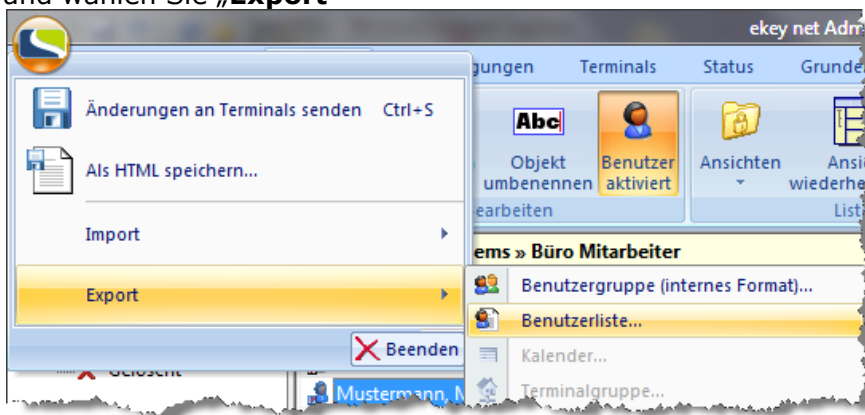 und wählen Sie „Export
ekey net Adm
gungen Terminals Status Grunde
Änderungen an Terminals senden Ctrl+S
Abc
Als HTML speichern...
Objekt umbenennen
Benutzer aktiviert
Ansichten
Ansi
wiederhe
earbeiten
List
Import
ems » Büro Mitarbeiter
Export
Benutzergruppe (internes Format)...
Benutzerliste...
Beenden
Kalender...
Gelöscht
Mustermann, M
Terminalgruppe...